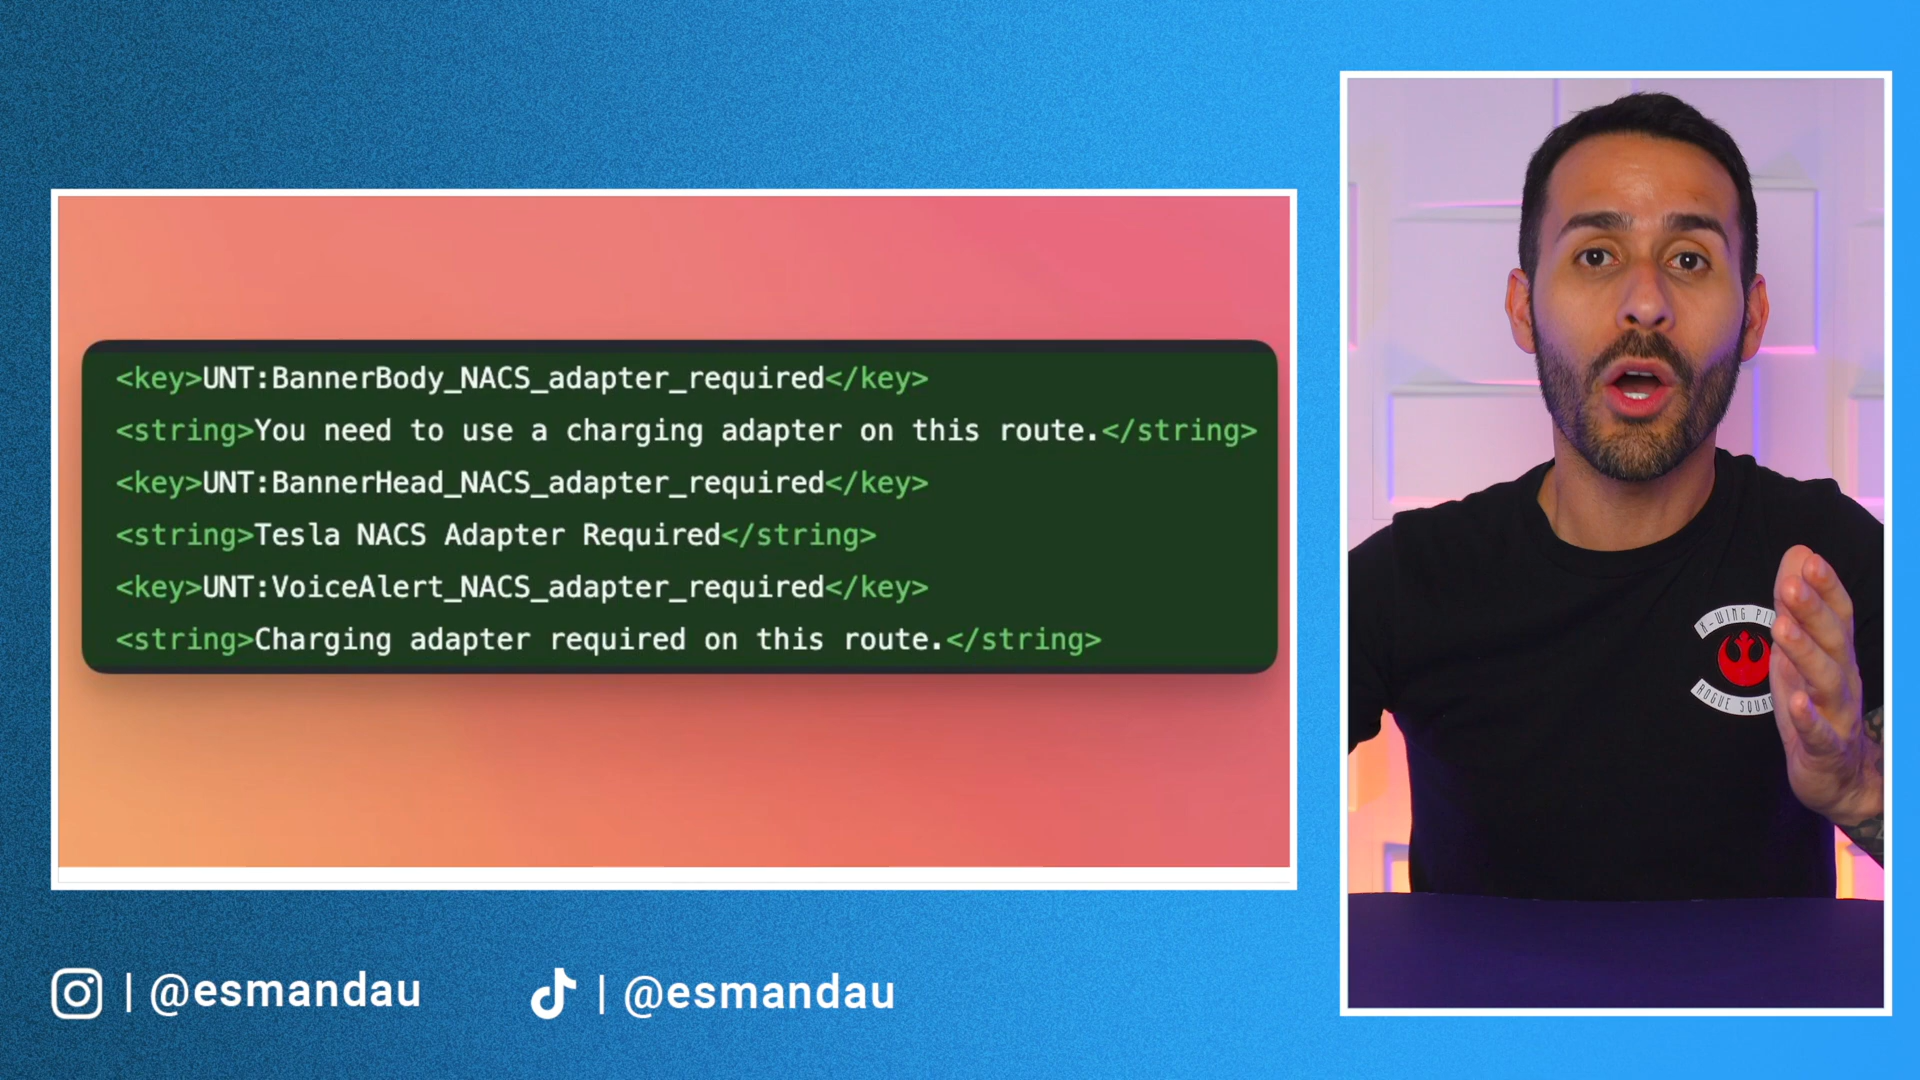 <key>UNT:BannerBody_NACS_adapter_required</key>
<string>You need to use a charging adapter on this route.</string>
<key>UNT:BannerHead_NACS_adapter_required</key>
<string>Tesla NACS Adapter Required</string>
<key>UNT:VoiceAlert_NACS_adapter_required</key>
<string>Charging adapter required on this route.</string>
ROGUE
| @esmandau
| @esmandau